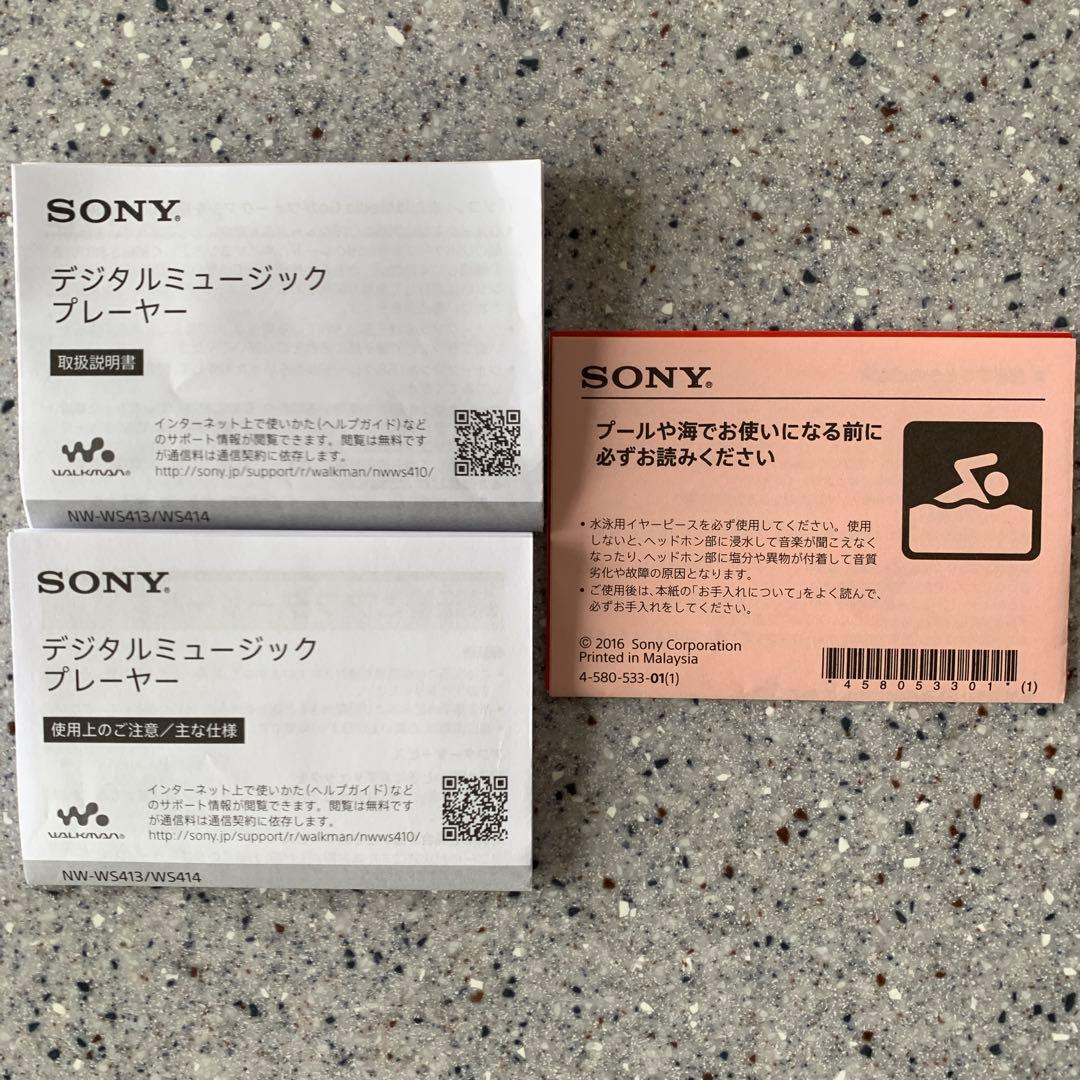 SONY®
デジタルミュージック
プレーヤー
取扱説明書
インターネット上で使いかた(ヘルプガイド)など
のサポート情報が閲覧できます。閲覧は無料です
が通信料は通信契約に依存します。
http://sony.jp/support/r/walkman/nwws410/
WALKMAN®
NW-WS413/WS414
SONY®
デジタルミュージック
プレーヤー
使用上のご注意/主な仕様
インターネット上で使いかた(ヘルプガイド)など
のサポート情報が閲覧できます。閲覧は無料です
が通信料は通信契約に依存します。
http://sony.jp/support/r/walkman/nwws410/
WALKMAN®
NW-WS413/WS414
SONY®
プールや海でお使いになる前に
必ずお読みください
• 水泳用イヤーピースを必ず使用してください。使用
しないと、ヘッドホン部に浸水して音楽が聞こえなく
なったり、ヘッドホン部に塩分や異物が付着して音質
劣化や故障の原因となります。
• ご使用後は、本紙の「お手入れについて」をよく読んで、
必ずお手入れをしてください。
© 2016 Sony Corporation
Printed in Malaysia
4-580-533-01(1)
*458053301*(1)